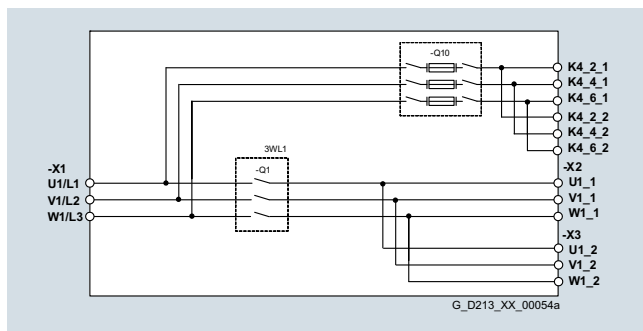 -Q10
K4_2_1
K4_4_1
K4_6_1
K4_2_2
K4_4_2
K4_6_2
3WL1
-X1
-Q1
-X2
U1/L1
U1_1
V1/L2
V1_1
W1/L3
W1_1
-X3
U1_2
V1_2
W1_2
G_D213_XX_00054a